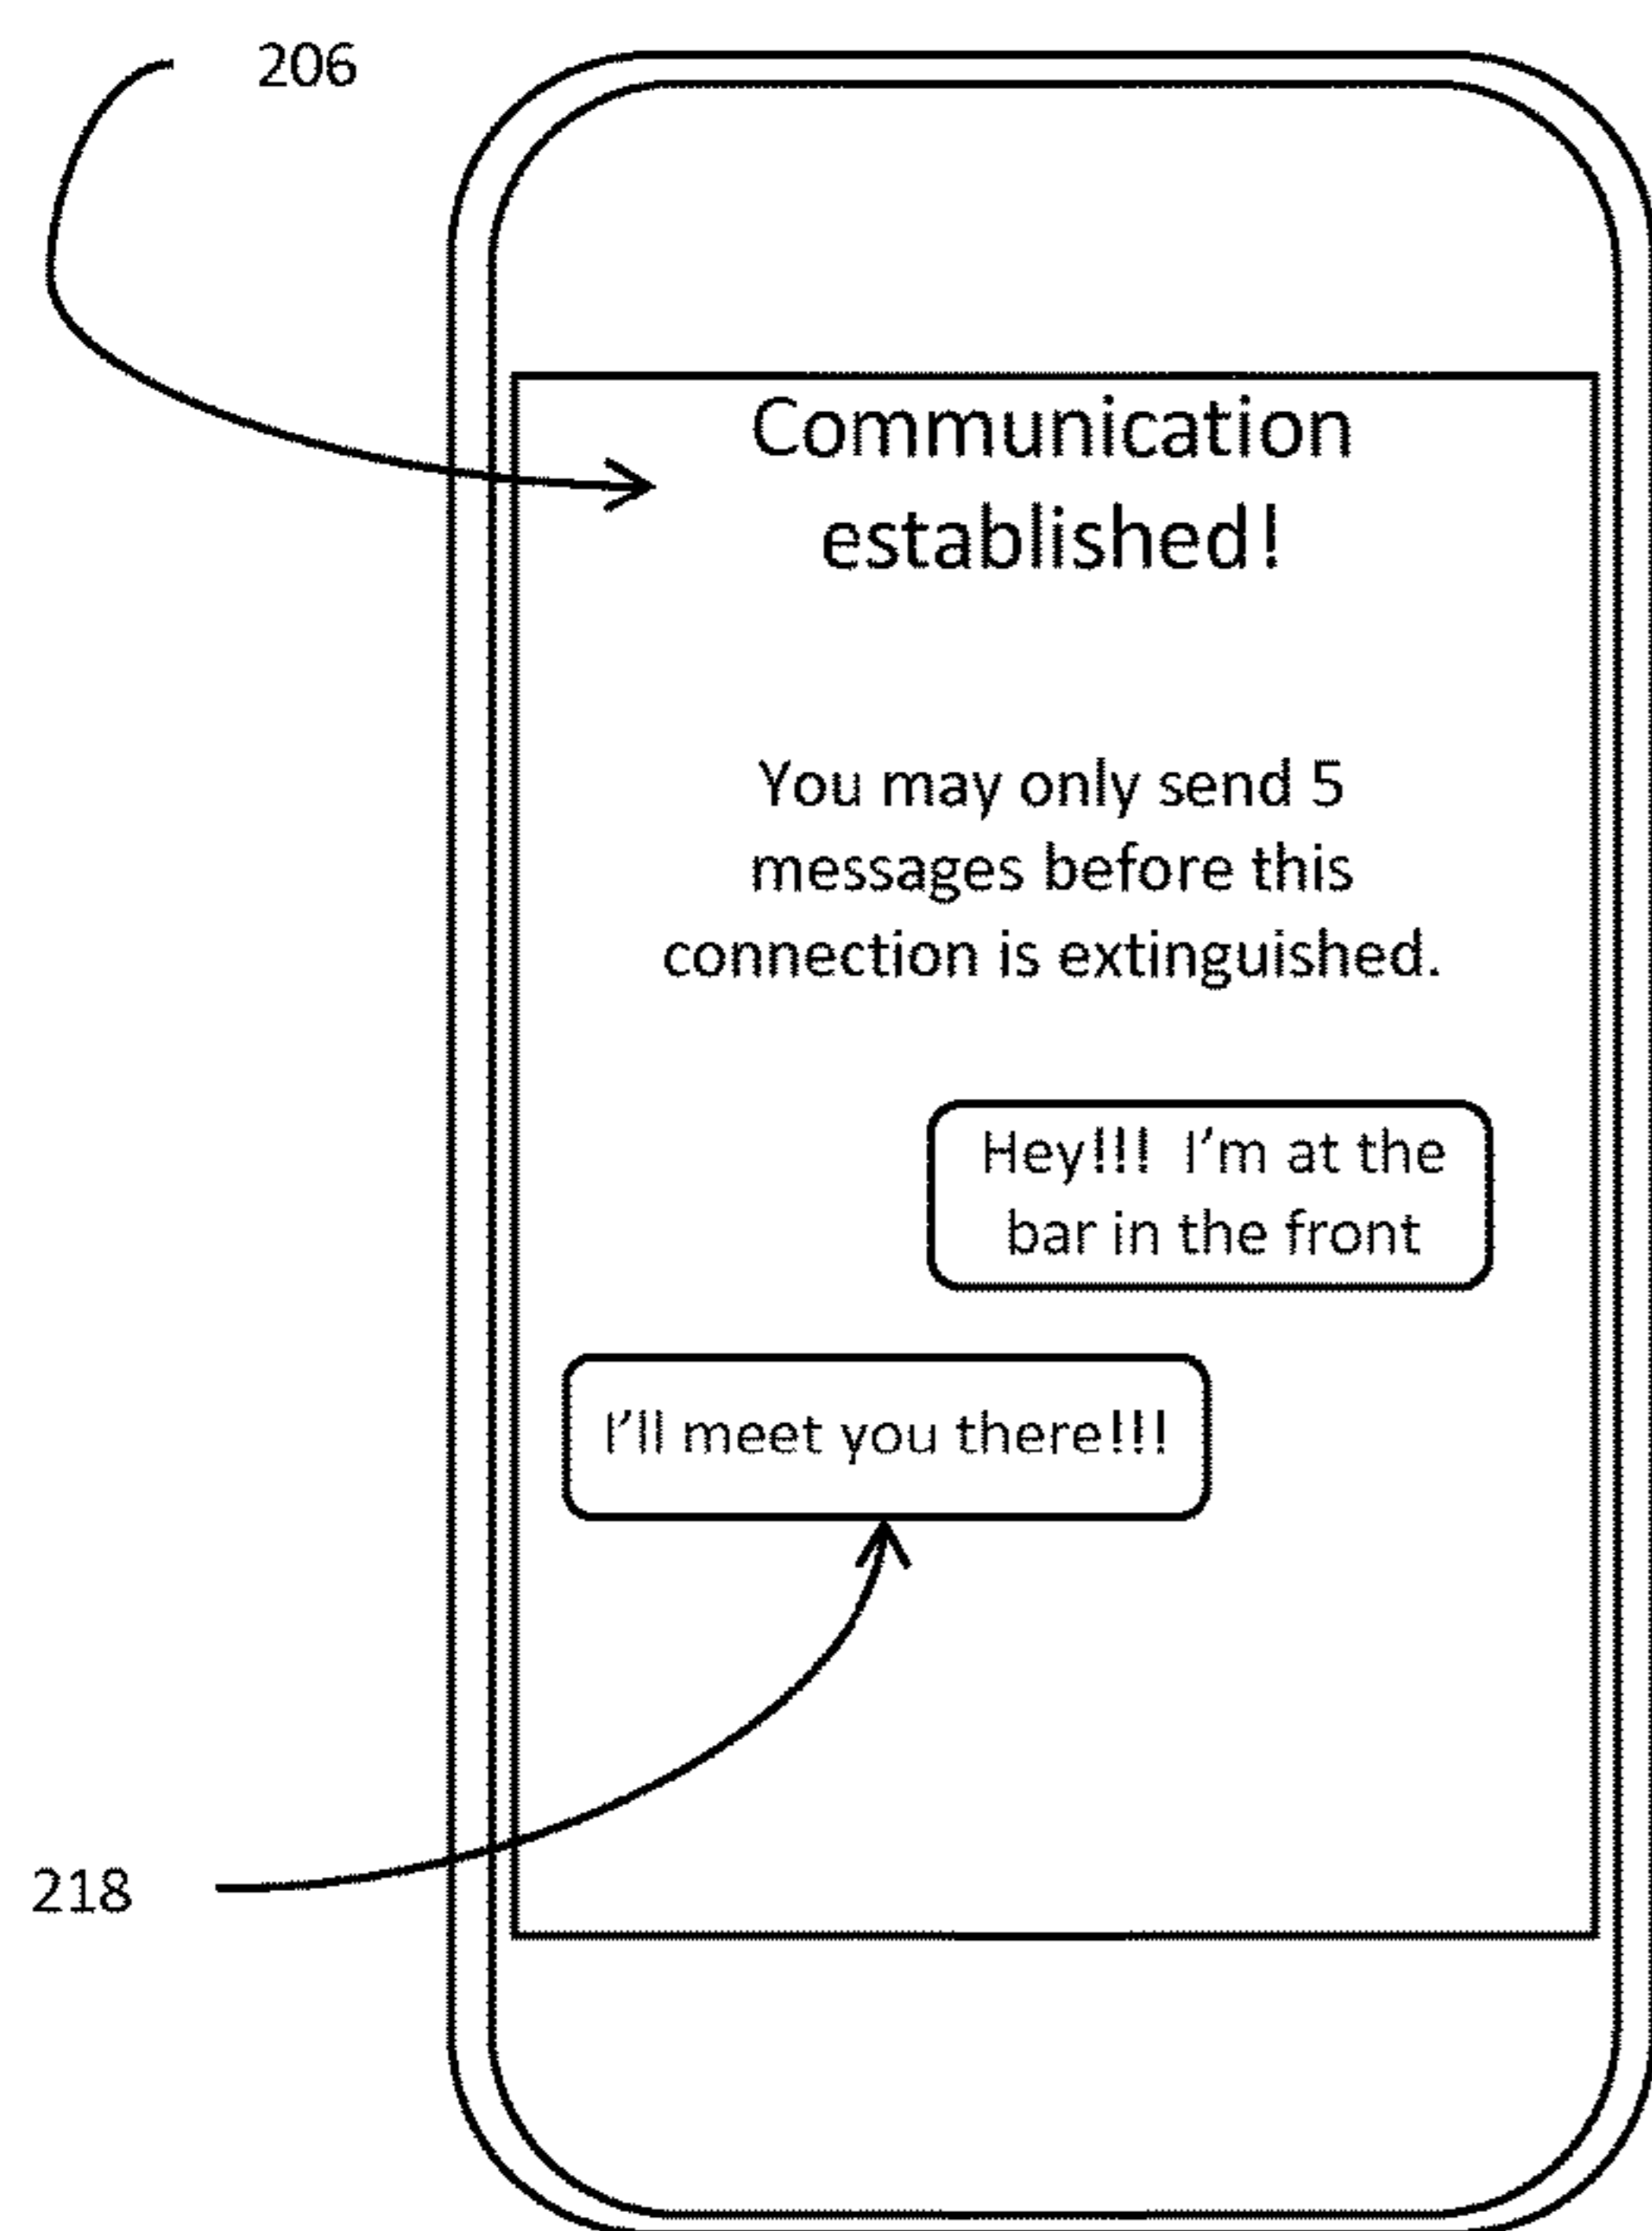 206
Communication
established!
You may only send 5
messages before this
connection is extinguished.
Hey!!!  I'm at the
bar in the front
I'll meet you there!!!
218